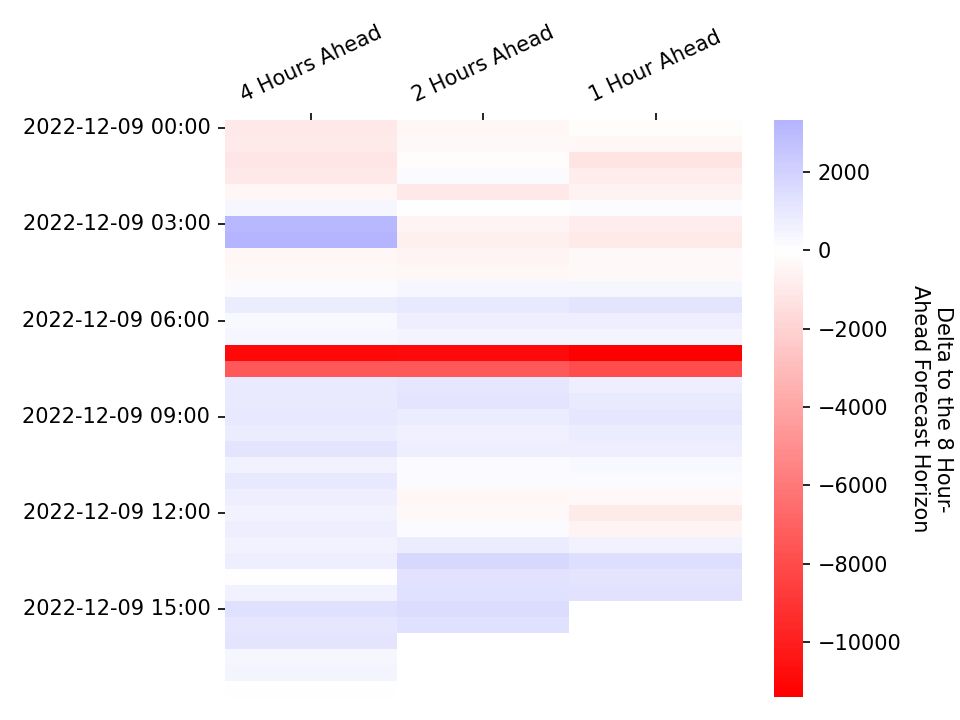 4 Hours Ahead
2 Hours Ahead
1 Hour Ahead
2022-12-09 00:00
2022-12-09 03:00
2022-12-09 06:00
2022-12-09 09:00
2022-12-09 12:00
2022-12-09 15:00
2000
0
−2000
−4000
−6000
−8000
−10000
Delta to the 8 Hour-
Ahead Forecast Horizon